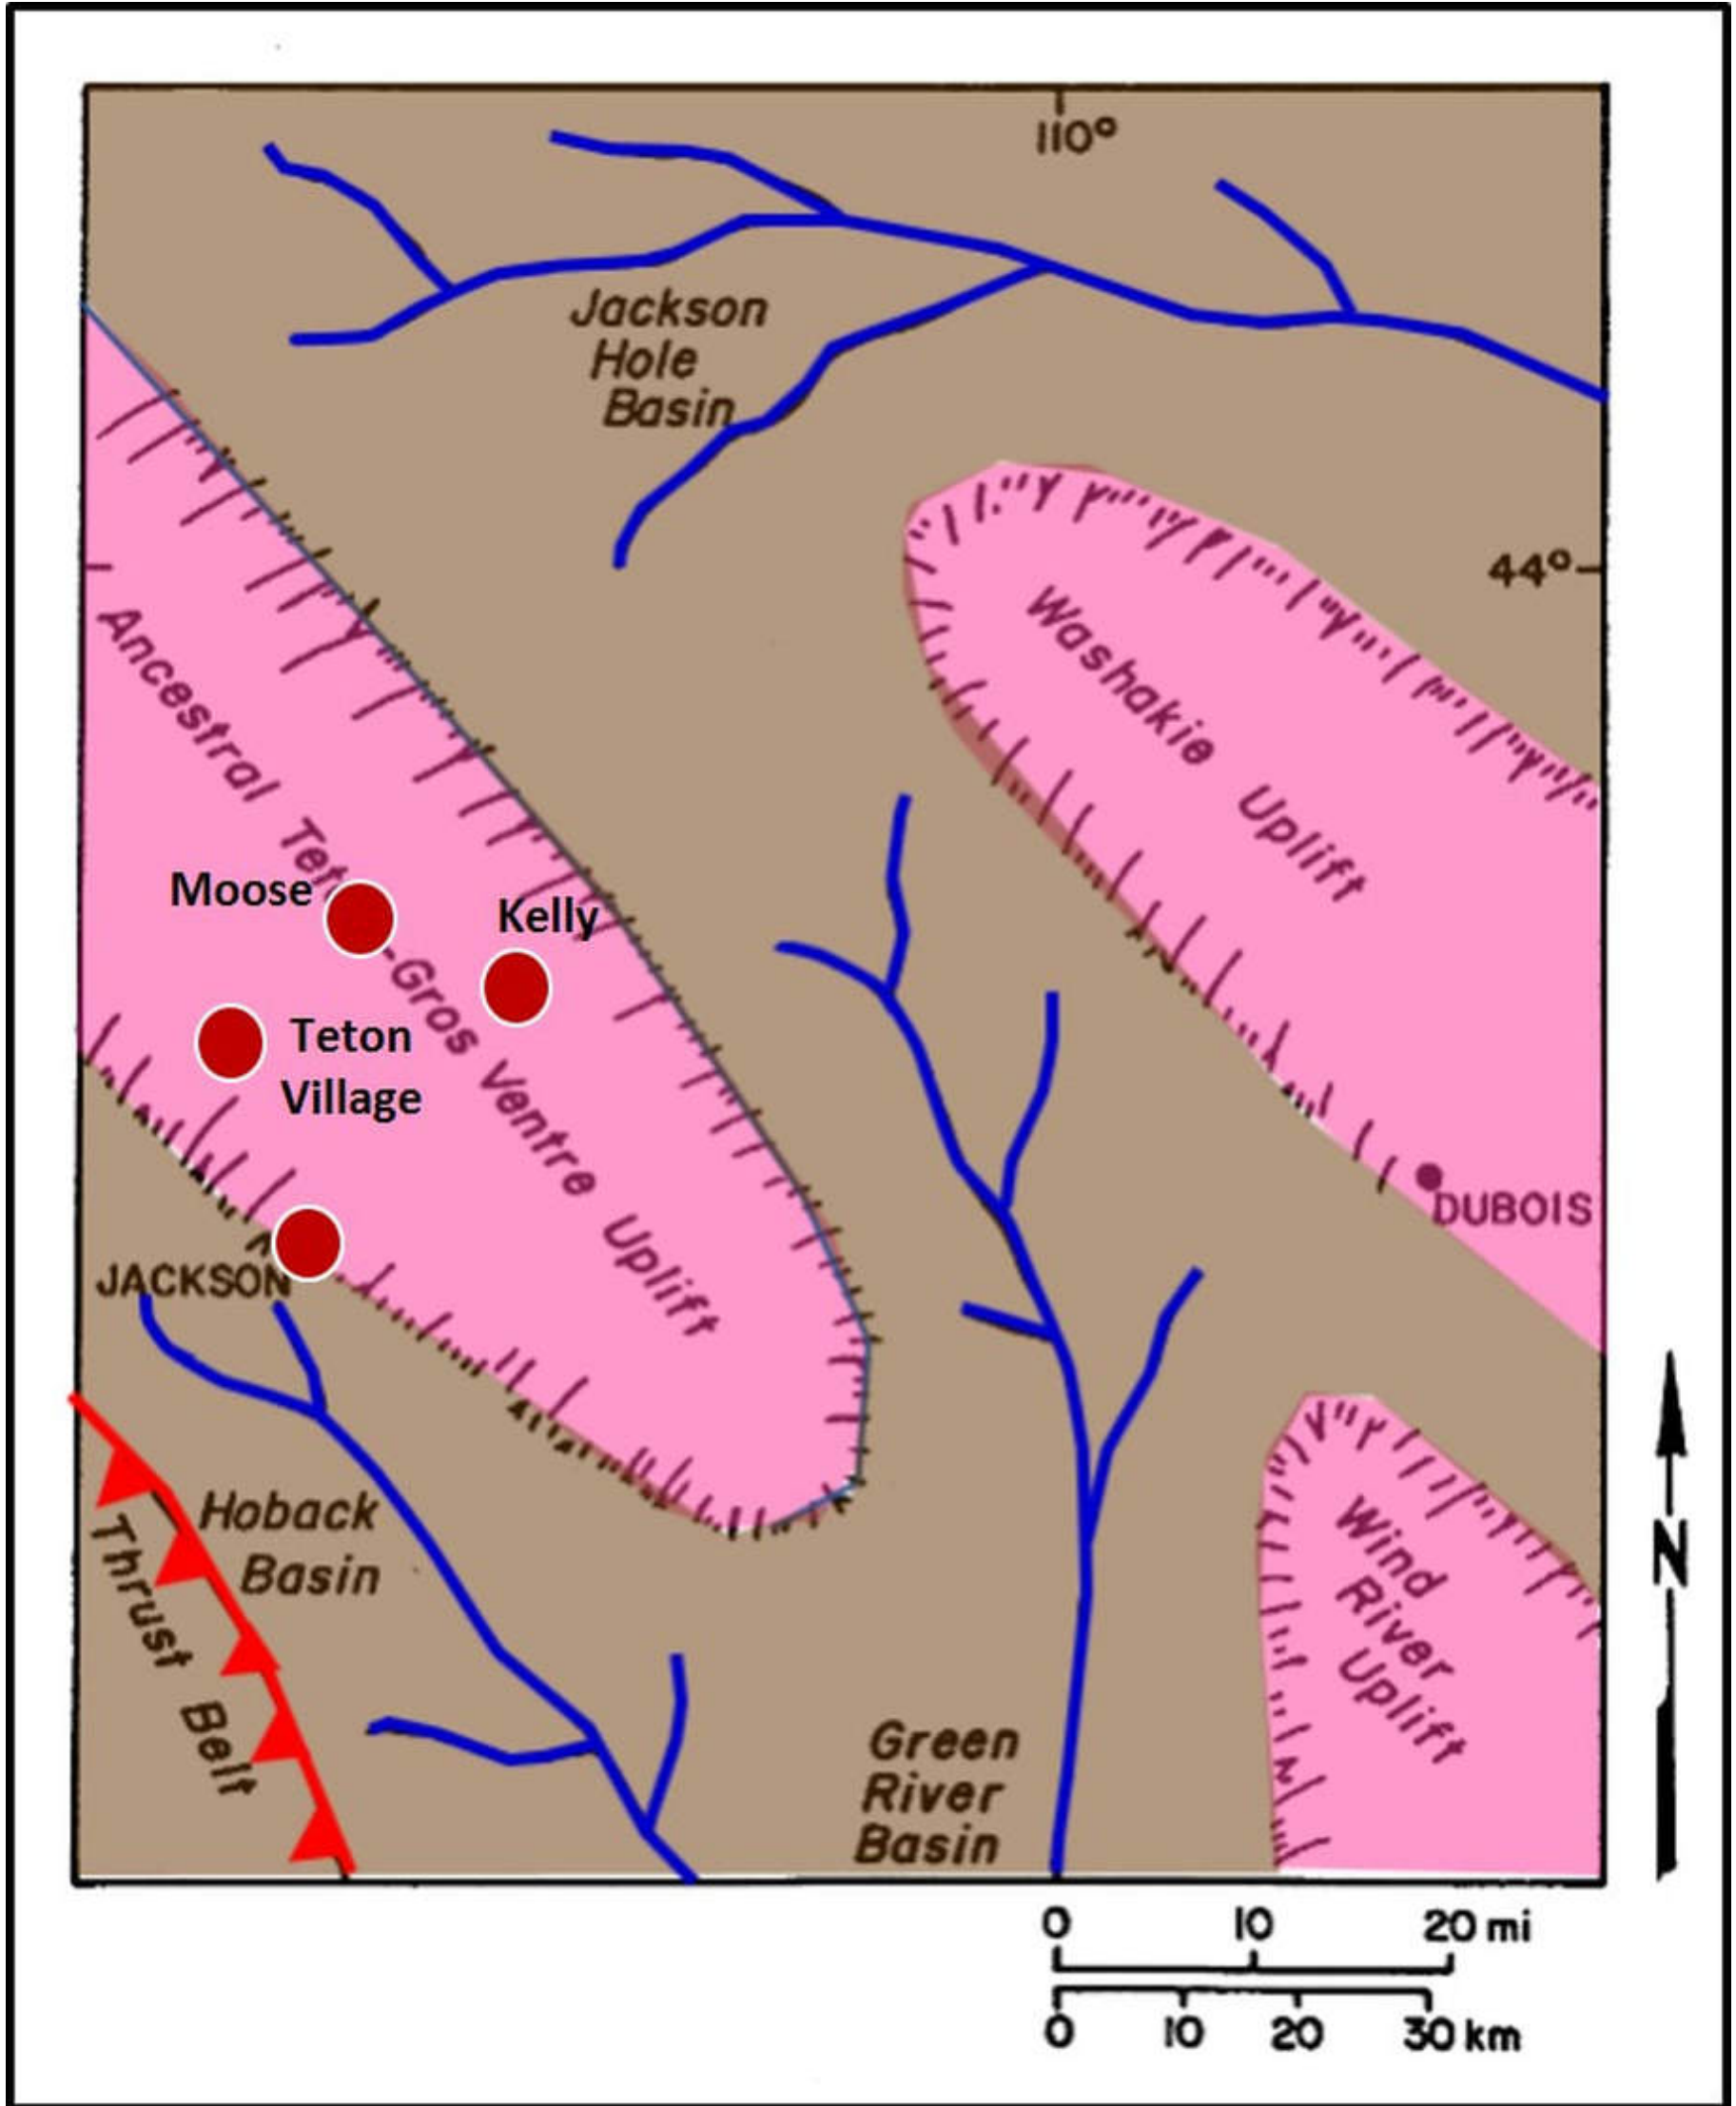 110°
Jackson
Hole
Basin
44°
Washakie Uplift
Ancestral Teton-Gros Ventre Uplift
Moose
Kelly
Teton
Village
DUBOIS
JACKSON
Hoback
Basin
Thrust Belt
Wind
River
Uplift
Green
River
Basin
N
0 10 20 mi
0 10 20 30 km